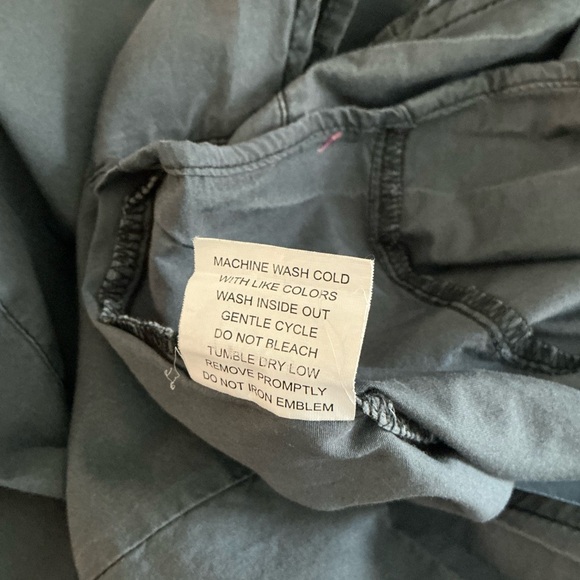 MACHINE WASH COLD
WITH LIKE COLORS
WASH INSIDE OUT
GENTLE CYCLE
DO NOT BLEACH
TUMBLE DRY LOW
REMOVE PROMPTLY
DO NOT IRON EMBLEM